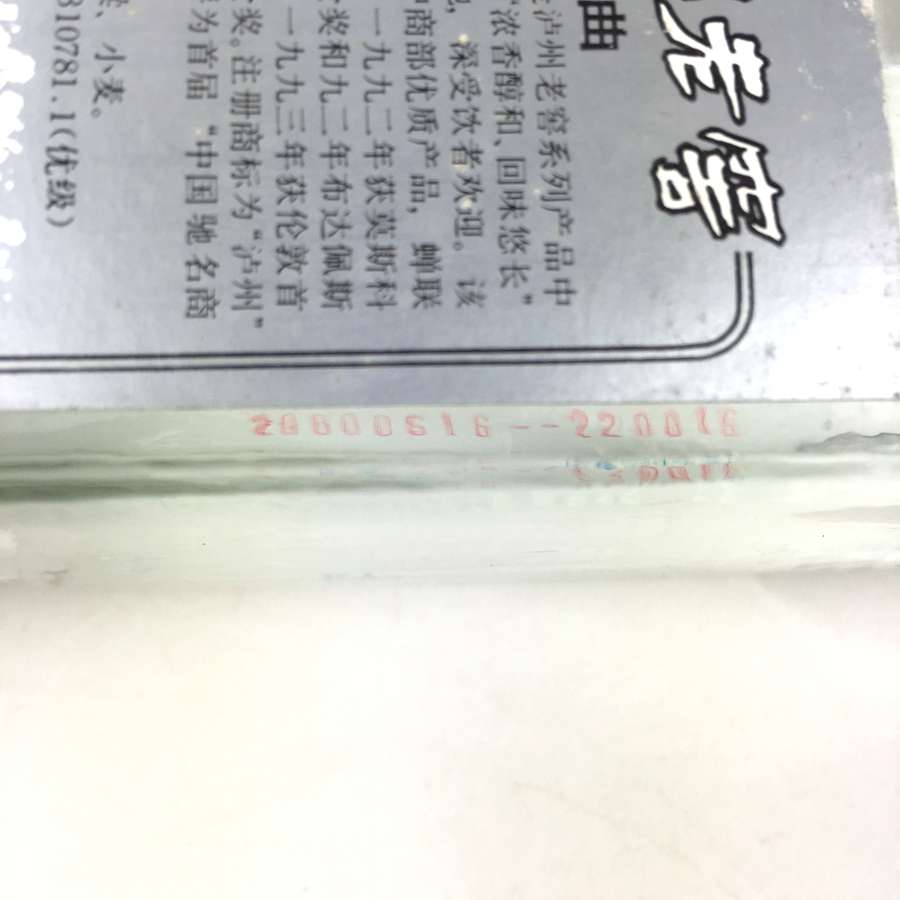 老窖
曲
泸州老窖系列产品中
“浓香醇和、回味悠长”
深受饮者欢迎。该
商部优质产品，蝉联
一九九二年获莫斯科
奖和九二年布达佩斯
一九九三年获伦敦首
奖。注册商标为“泸州”
为首届“中国驰名商
、小麦。
10781.1(优级)
20000516--220016